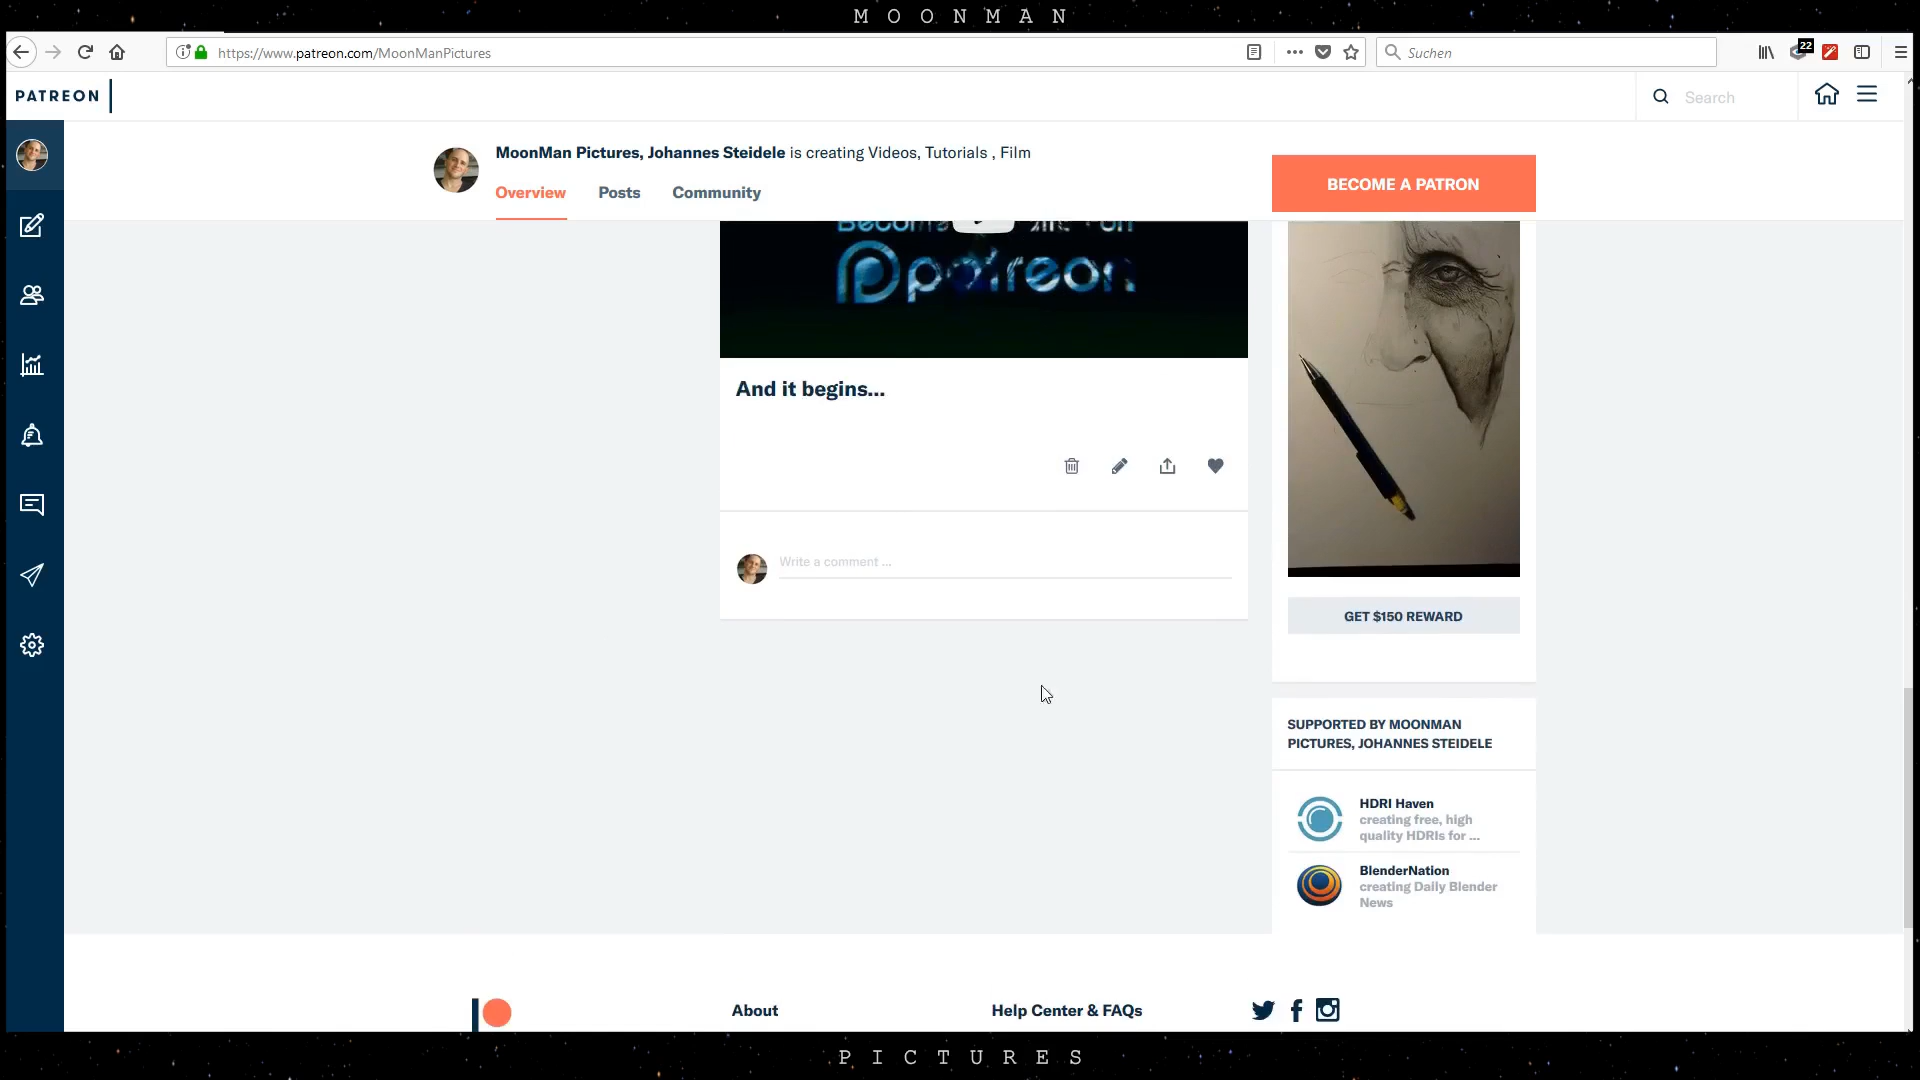 MOONMAN
https://www.patreon.com/MoonManPictures
Suchen
22
PATREON
Search
MoonMan Pictures, Johannes Steidele is creating Videos, Tutorials , Film
BECOME A PATRON
Overview
Posts
Community
patreon
And it begins...
Write a comment ...
GET $150 REWARD
SUPPORTED BY MOONMAN
PICTURES, JOHANNES STEIDELE
HDRI Haven
creating free, high
quality HDRIs for ...
BlenderNation
creating Daily Blender
News
About
Help Center & FAQs
PICTURES